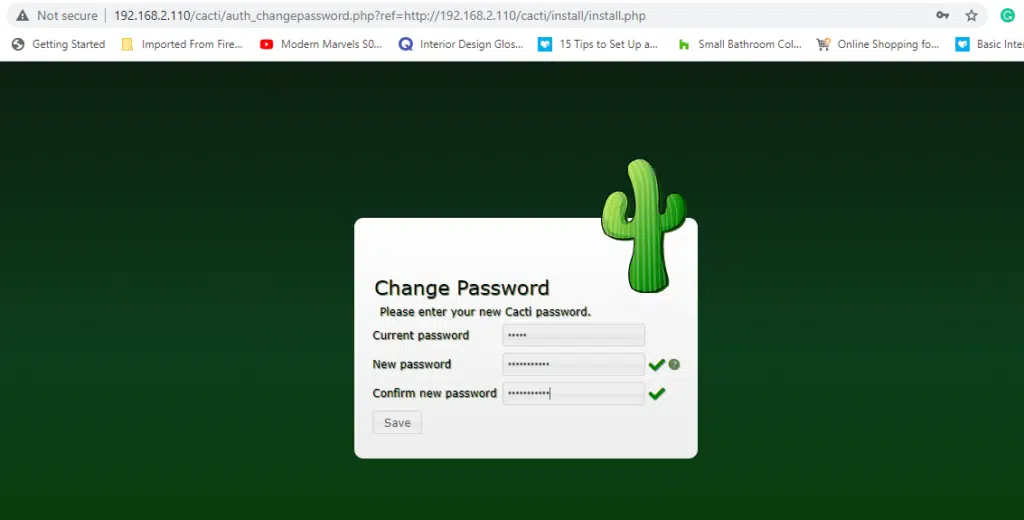 Not secure 192.168.2.110/cacti/auth_changepassword.php?ref=http://192.168.2.110/cacti/install/install.php
Getting Started Imported From Fire... Modern Marvels S0... Interior Design Glos... 15 Tips to Set Up a... Small Bathroom Col... Online Shopping fo... Basic Inte
Change Password
Please enter your new Cacti password.
Current password •••••
New password •••••••••••
Confirm new password •••••••••••
Save